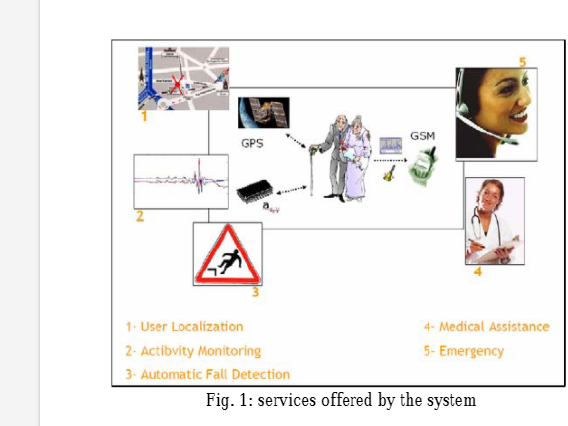 1
5
GPS
GSM
a
2
3
4
1- User Localization
2- Actibvity Monitoring
3- Automatic Fall Detection
4- Medical Assistance
5- Emergency
Fig. 1: services offered by the system